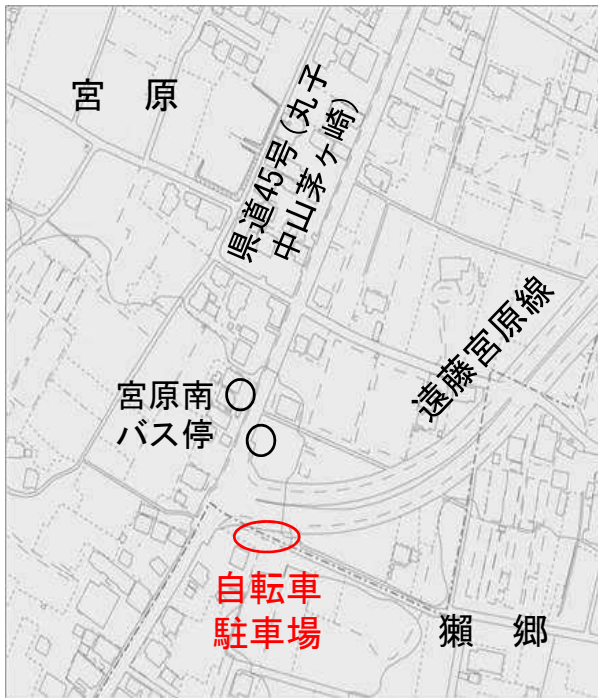 宮　原
県道45号(丸子
中山茅ヶ崎)
遠藤宮原線
宮原南
バス停
自転車
駐車場
獺　郷